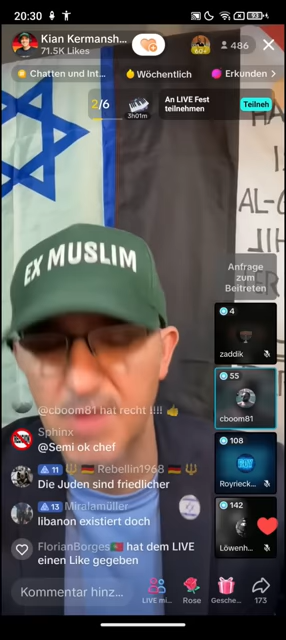 20:30
93
Kian Kermansh...
71.5K Likes
486
Chatten und Int...
Wöchentlich
Erkunden >
2/6
3h01m
An LIVE Fest
teilnehmen
Teilneh
EX MUSLIM
AL-
Anfrage
zum
Beitreten
4
zaddik
55
cboom81
108
Royrieck...
142
Löwenh...
@cboom81 hat recht !!!! 👍
Sphinx
@Semi ok chef
11 🔱 🇩🇪 Rebellin1968 🇩🇪 🔱
Die Juden sind friedlicher
13 Miralamüller
libanon existiert doch
FlorianBorges🇵🇹 hat dem LIVE
einen Like gegeben
Kommentar hinz...
LIVE mi...
Rose
Gesche...
173